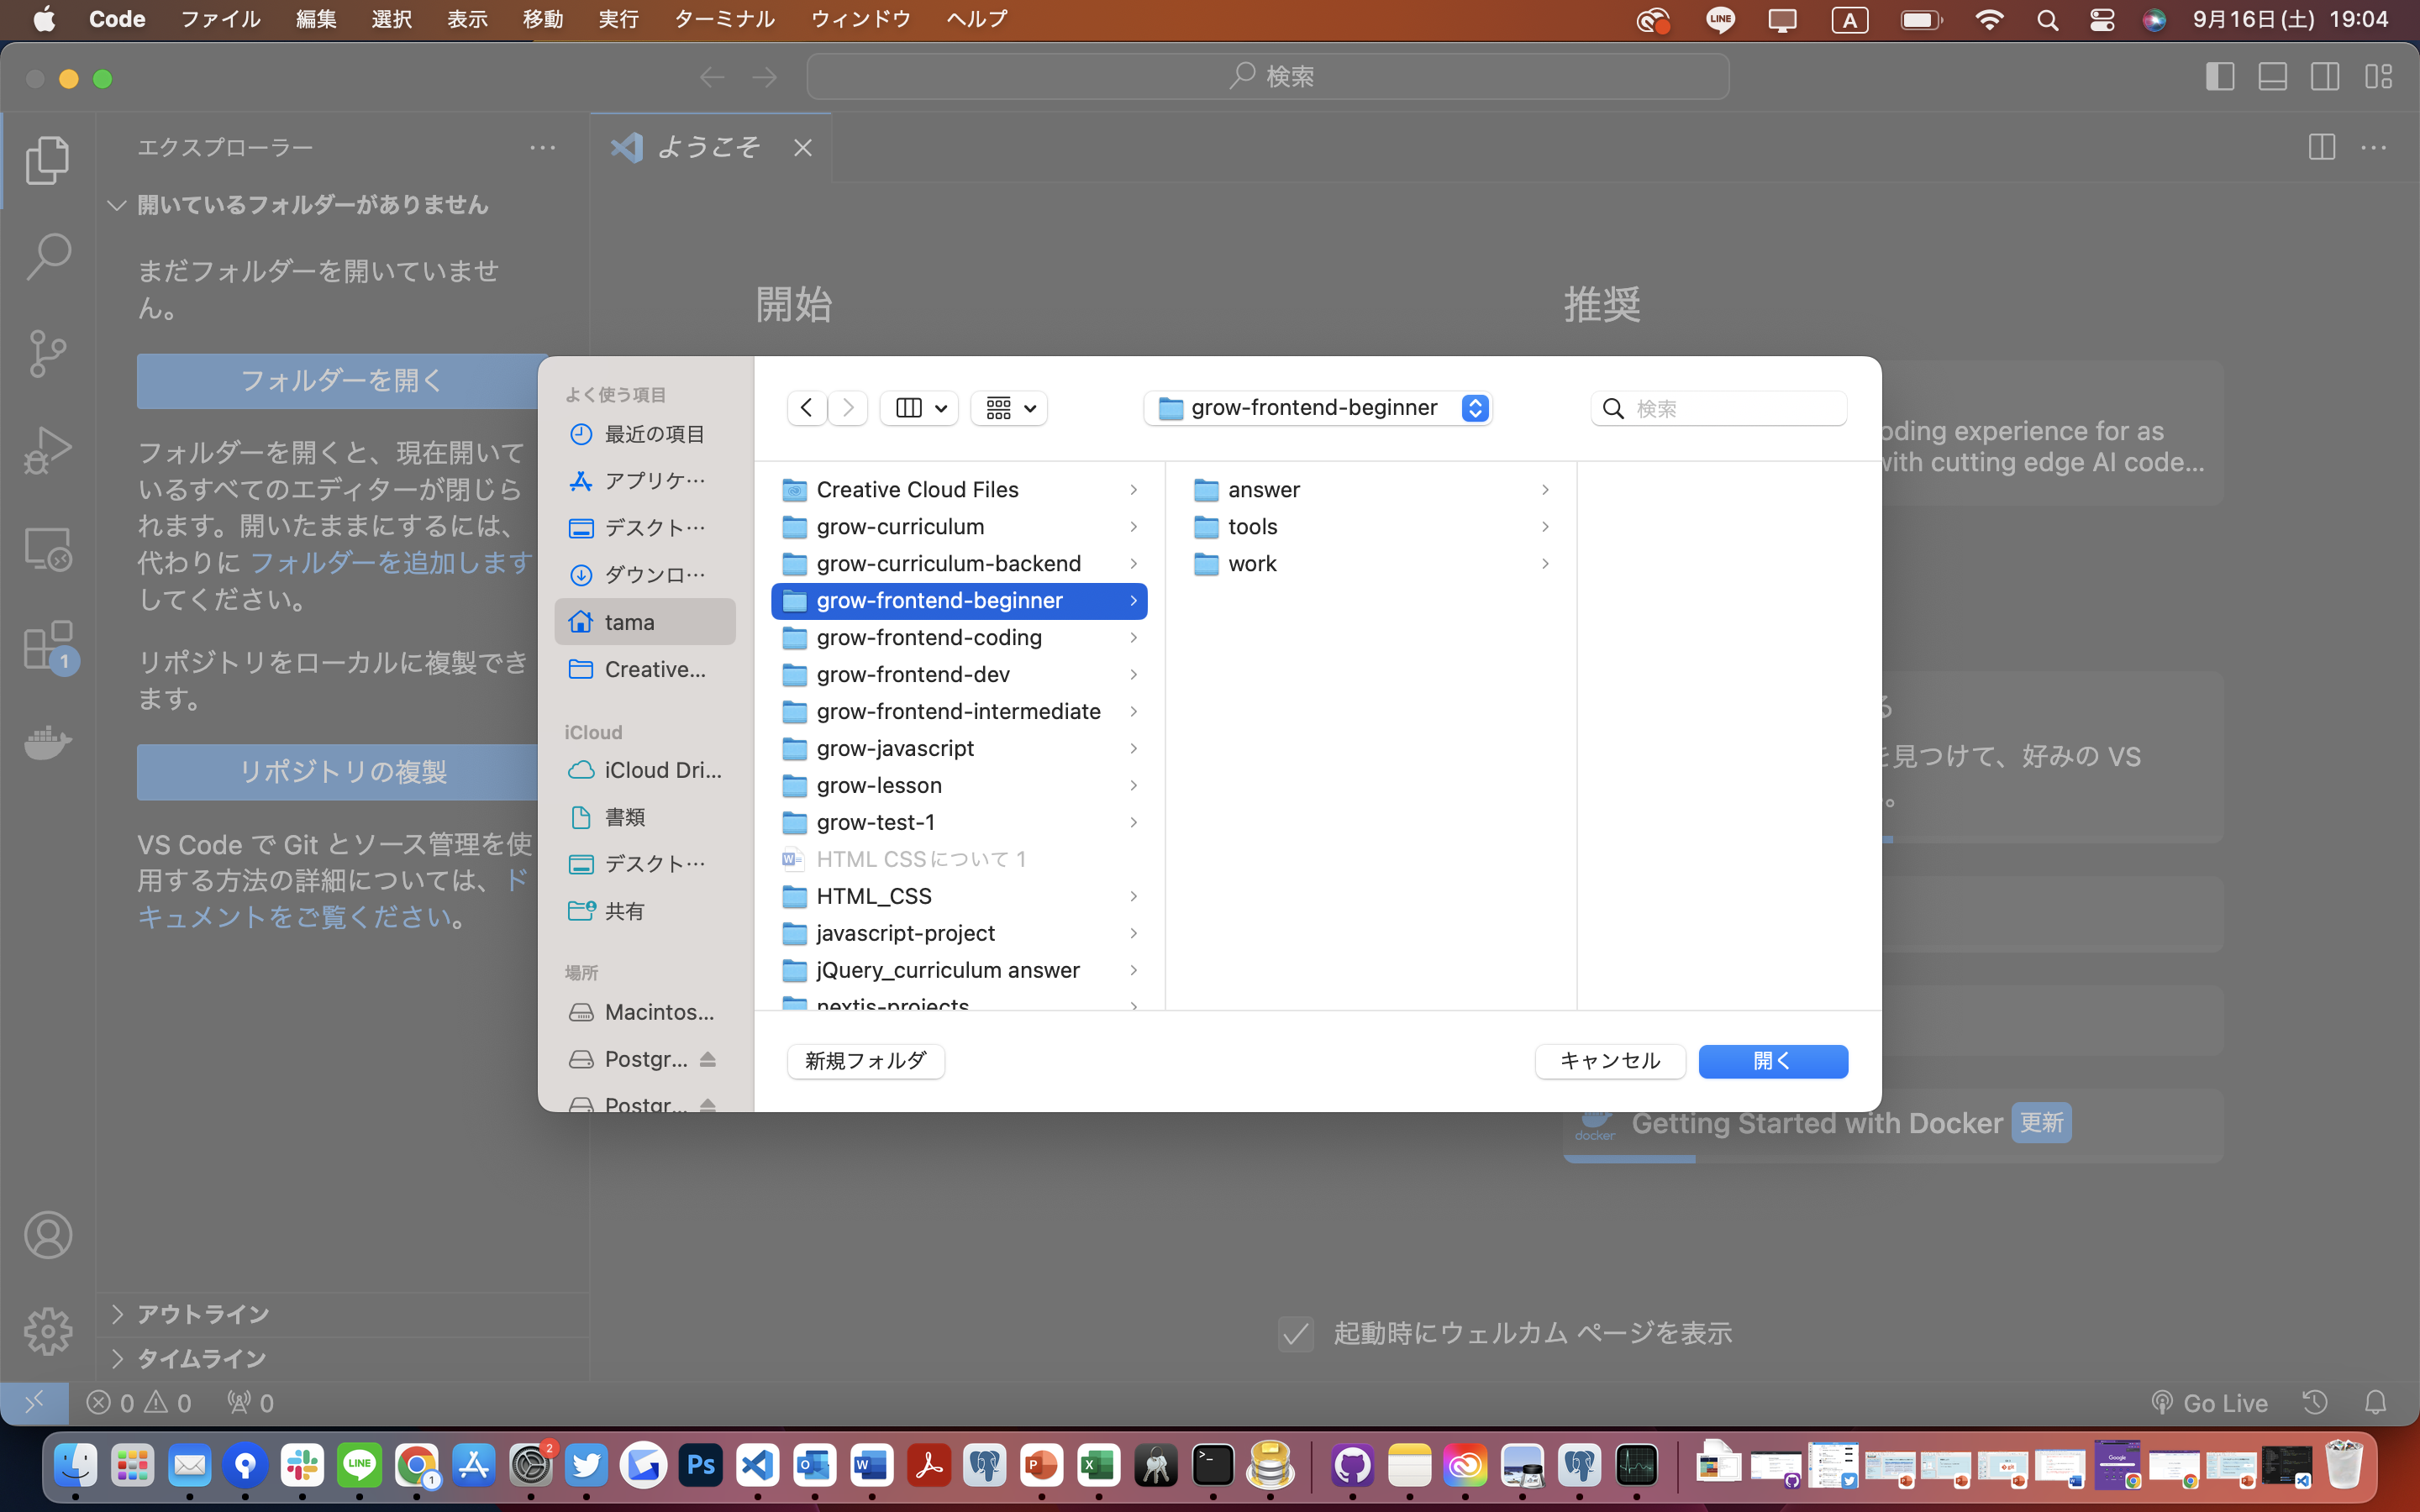 Code ファイル 編集 選択 表示 移動 実行 ターミナル ウィンドウ ヘルプ
LINE A 9月16日(土) 19:04
検索
エクスプローラー
ようこそ
開いているフォルダーがありません
まだフォルダーを開いていませ
ん。
フォルダーを開く
フォルダーを開くと、現在開いて
いるすべてのエディターが閉じら
れます。開いたままにするには、
代わりに フォルダーを追加します
してください。
リポジトリをローカルに複製でき
ます。
リポジトリの複製
VS Code で Git とソース管理を使
用する方法の詳細については、ド
キュメントをご覧ください。
1
アウトライン
タイムライン
0 0 0
開始
推奨
oding experience for as
with cutting edge AI code...
る
を見つけて、好みの VS
。
docker
Getting Started with Docker 更新
起動時にウェルカム ページを表示
Go Live
よく使う項目
最近の項目
アプリケ…
デスクト…
ダウンロ…
tama
Creative...
iCloud
iCloud Dri...
書類
デスクト…
共有
場所
Macintos...
Postgr...
Postgr...
grow-frontend-beginner
検索
Creative Cloud Files
grow-curriculum
grow-curriculum-backend
grow-frontend-beginner
grow-frontend-coding
grow-frontend-dev
grow-frontend-intermediate
grow-javascript
grow-lesson
grow-test-1
HTML CSSについて 1
HTML_CSS
javascript-project
jQuery_curriculum answer
nextjs-projects
answer
tools
work
新規フォルダ
キャンセル
開く
LINE
1
2
Ps
O
W
P
X
Google